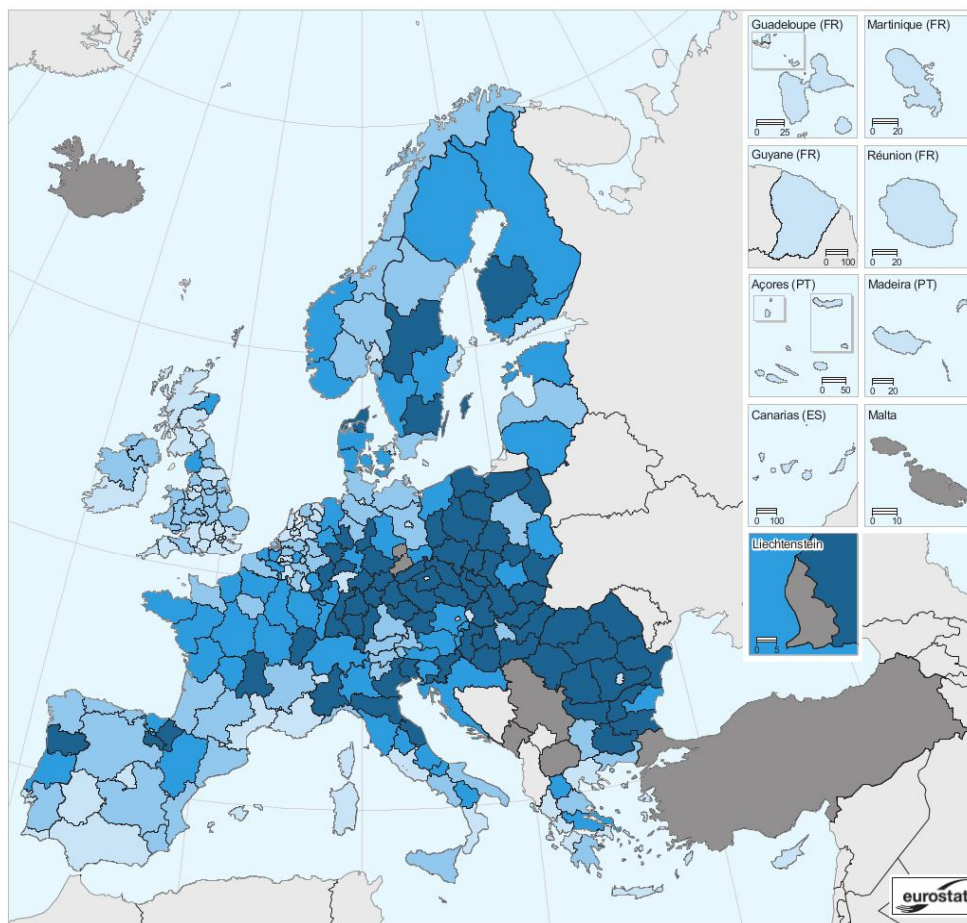 Guadeloupe (FR)
0 25
Martinique (FR)
0 20
Guyane (FR)
0 100
Réunion (FR)
0 20
Açores (PT)
0 50
Madeira (PT)
0 20
Canarias (ES)
0 100
Malta
0 10
Liechtenstein
0 5
eurostat